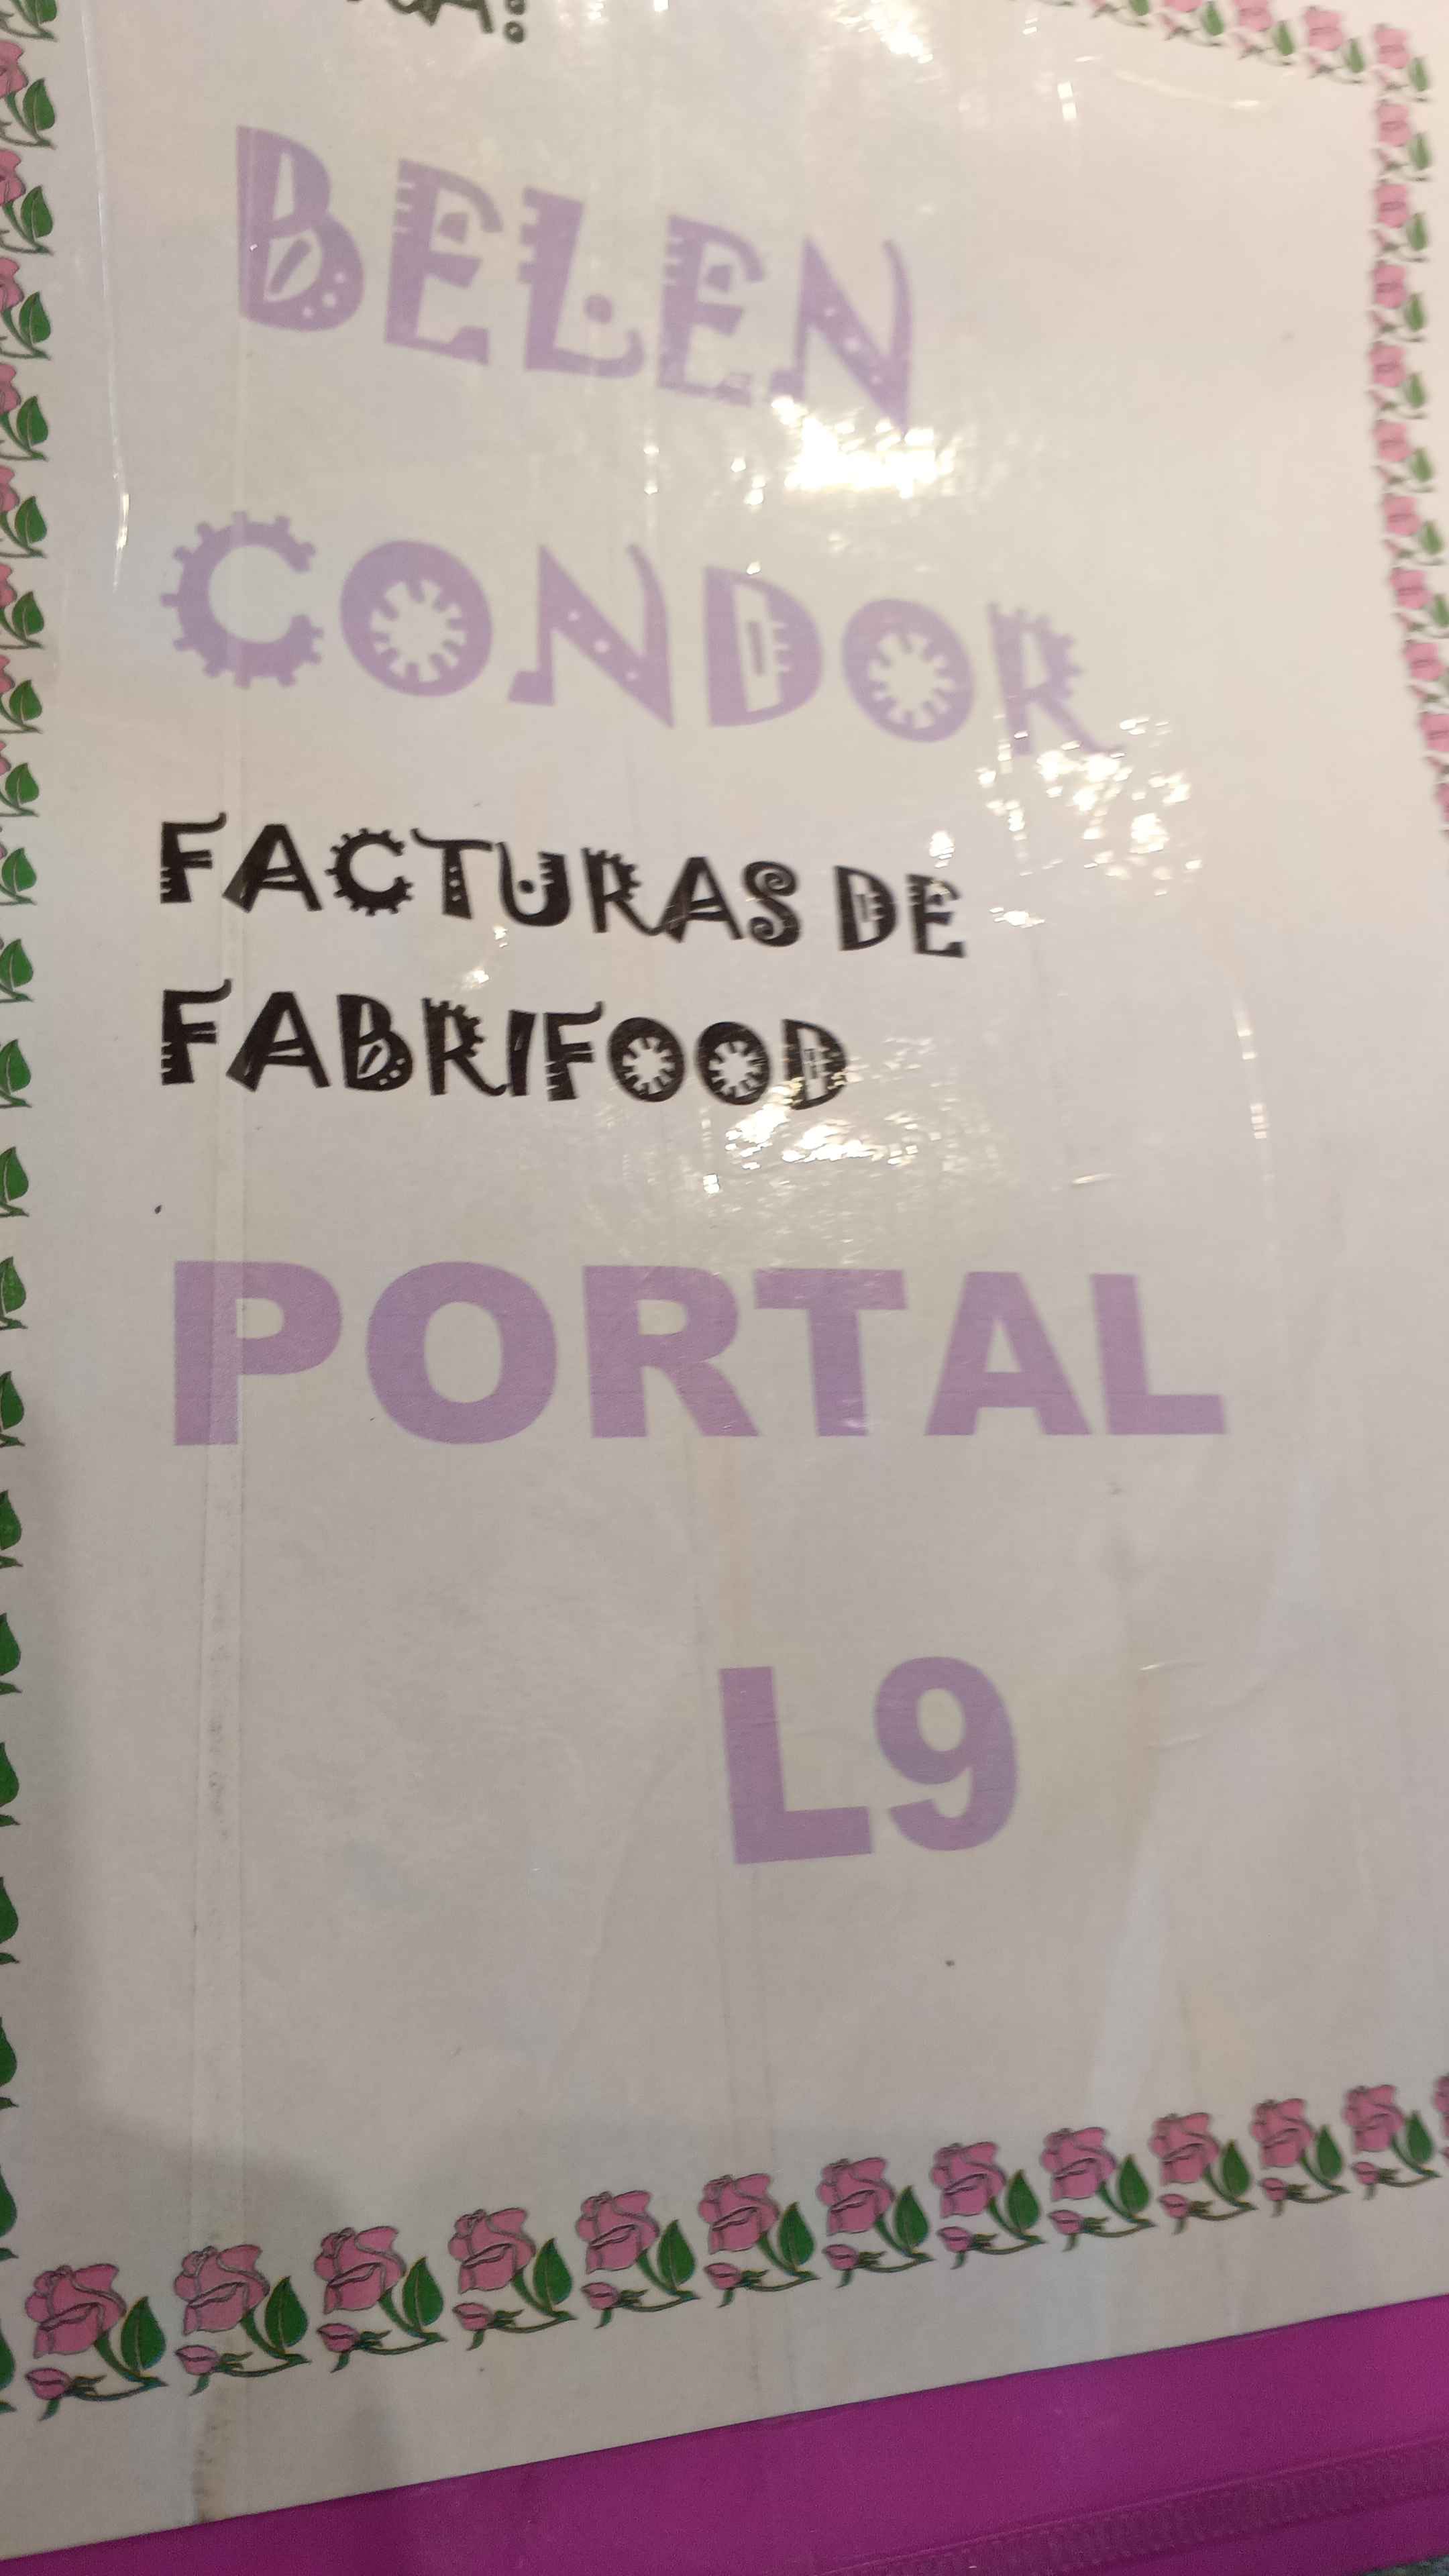 BELEN
CONDOR
FACTURAS DE
FABRIFOOD
PORTAL
L9